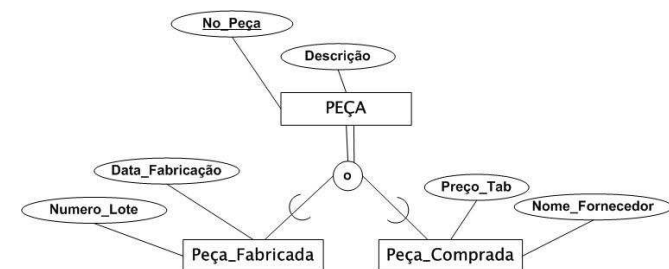 No_Peça
Descrição
PEÇA
o
Data_Fabricação
Preço_Tab
Numero_Lote
Nome_Fornecedor
Peça_Fabricada
Peça_Comprada